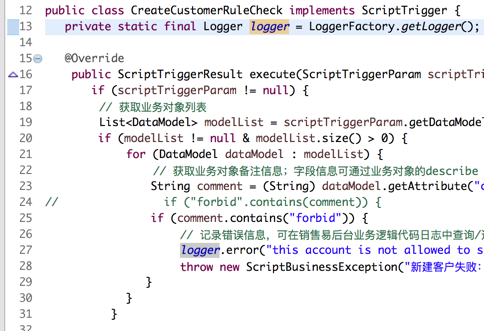 12 public class CreateCustomerRuleCheck implements ScriptTrigger {
13 private static final Logger logger = LoggerFactory.getLogger();
14
15 @Override
16 public ScriptTriggerResult execute(ScriptTriggerParam scriptTri
17 if (scriptTriggerParam != null) {
18 // 获取业务对象列表
19 List<DataModel> modelList = scriptTriggerParam.getDataModel
20 if (modelList != null & modelList.size() > 0) {
21 for (DataModel dataModel : modelList) {
22 // 获取业务对象备注信息；字段信息可通过业务对象的describe
23 String comment = (String) dataModel.getAttribute("c
24 // if ("forbid".contains(comment)) {
25 if (comment.contains("forbid")) {
26 // 记录错误信息，可在销售易后台业务逻辑代码日志中查询/
27 logger.error("this account is not allowed to s
28 throw new ScriptBusinessException("新建客户失败:
29 }
30 }
31 }
32